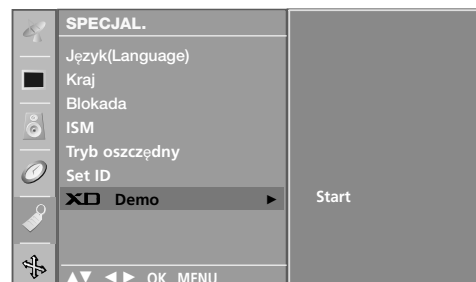 SPECJAL.
Język(Language)
Kraj
Blokada
ISM
Tryb oszczędny
Set ID
XD Demo ► Start
▲▼ ◄► OK MENU